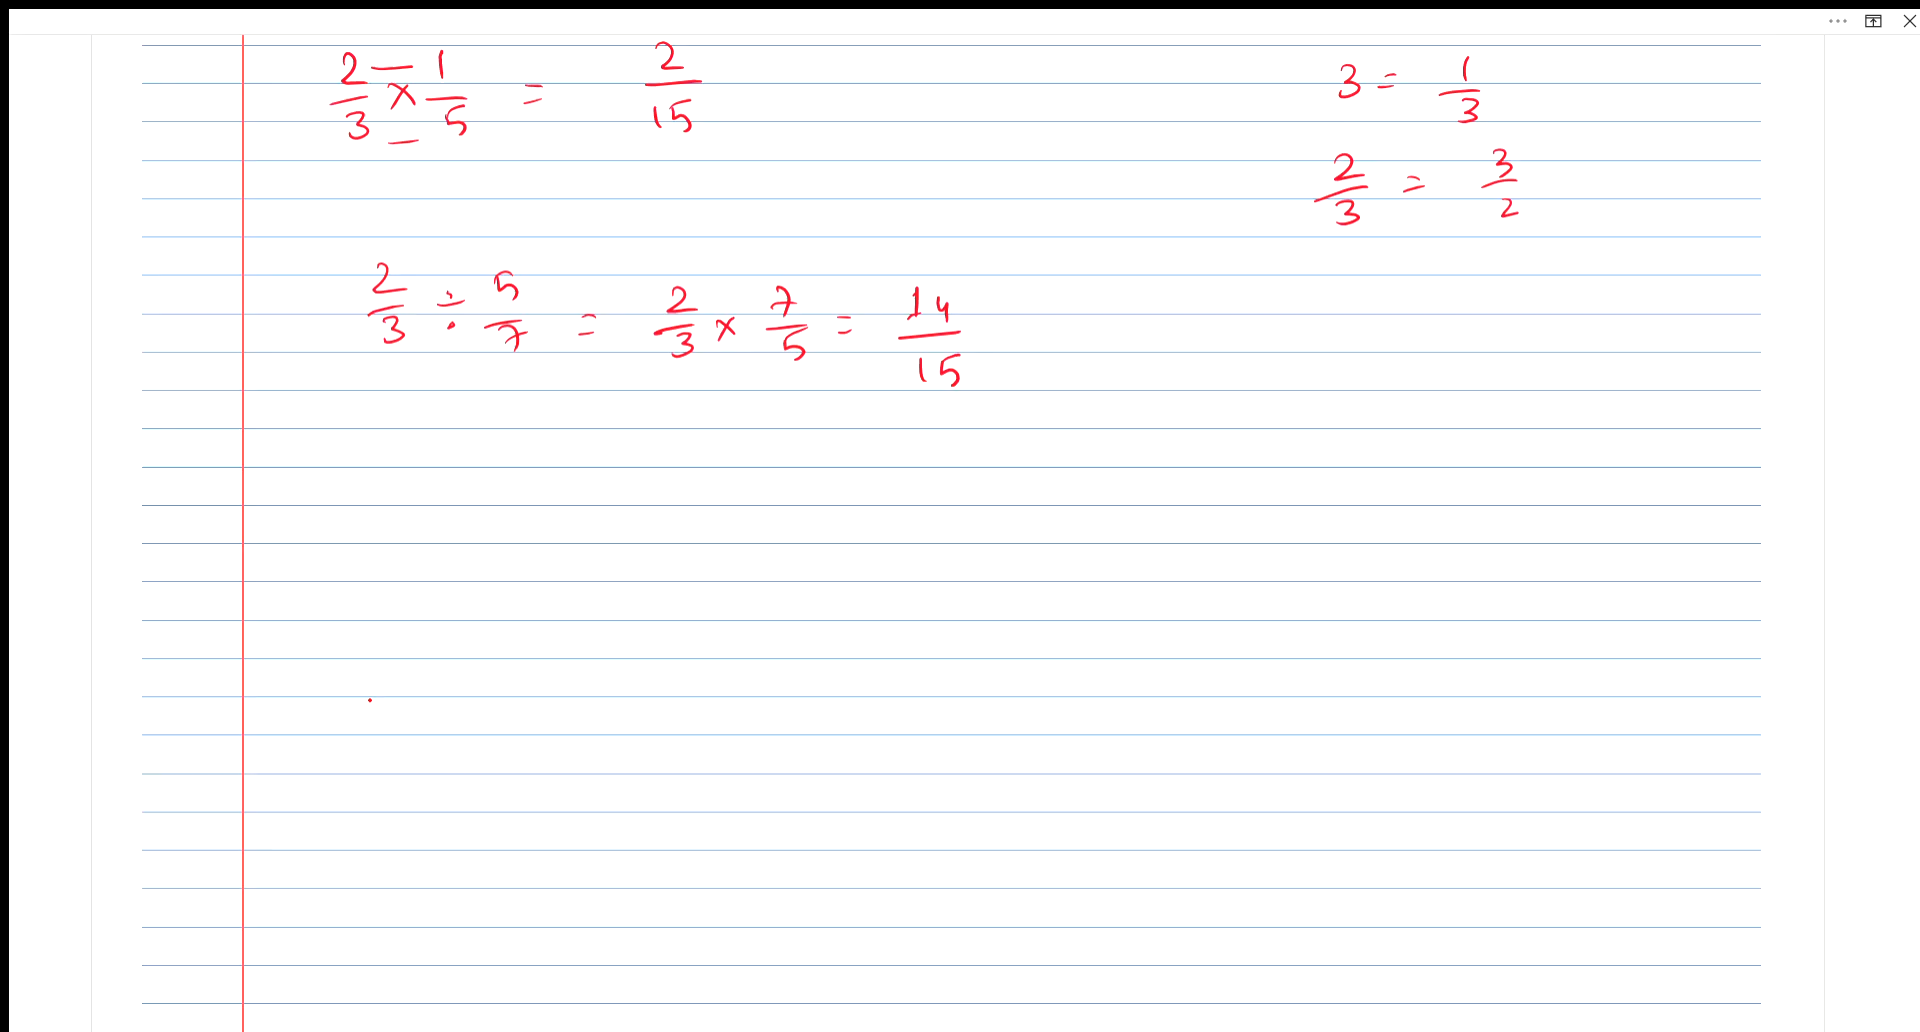 2/3 × 1/5 = 2/15
3 = 1/3
2/3 = 3/2
2/3 ÷ 5/7 = 2/3 × 7/5 = 14/15